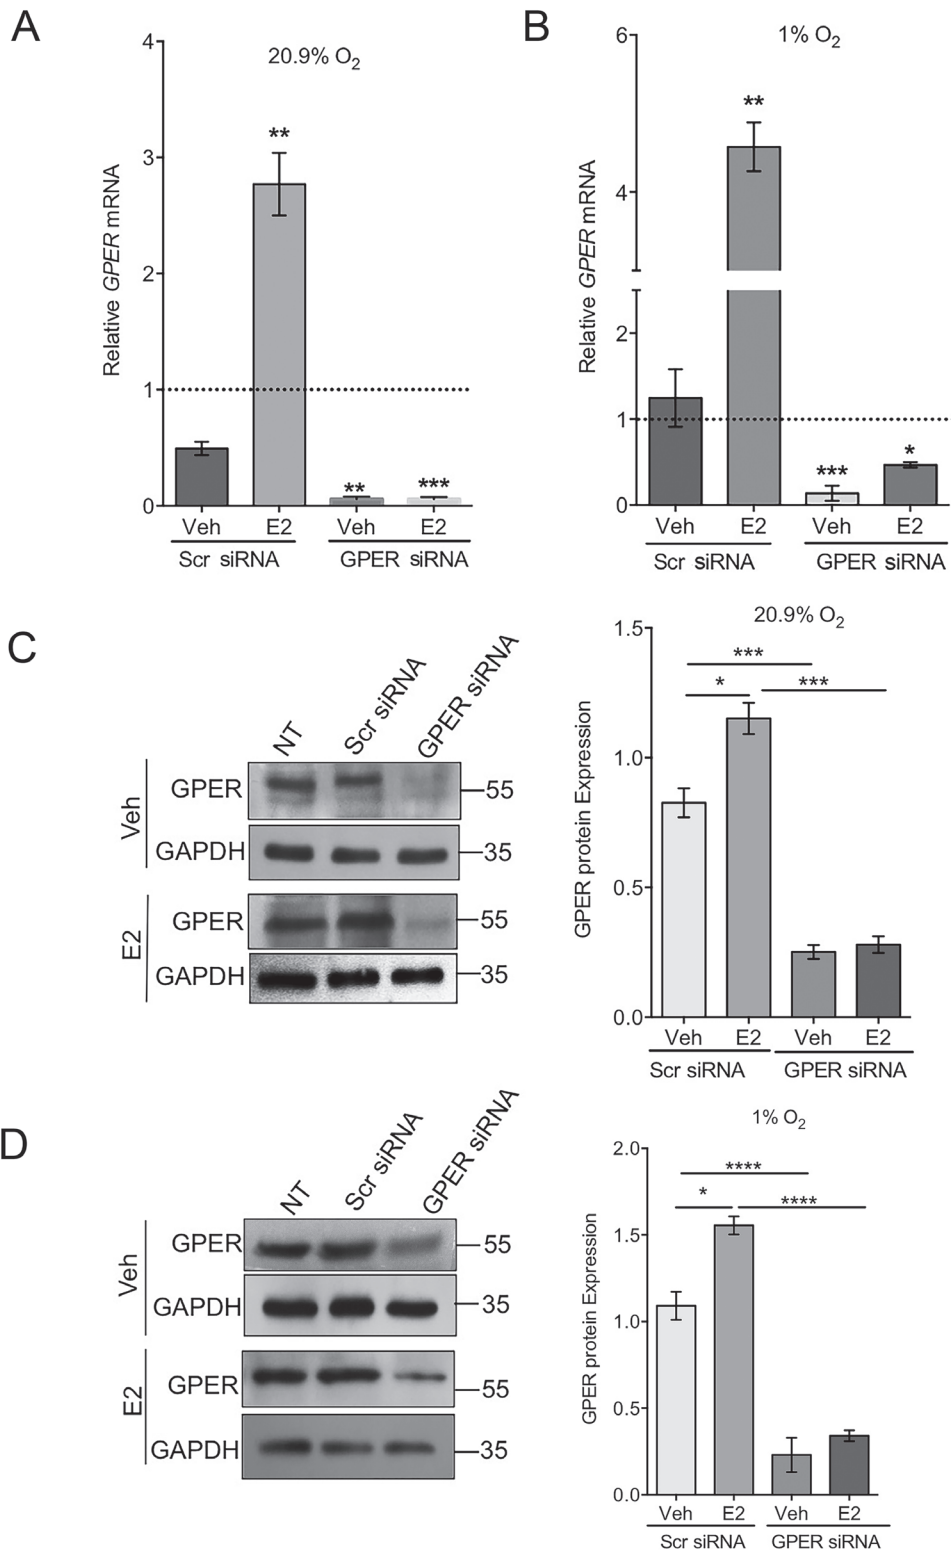 A
B
20.9% O2
1% O2
Relative GPER mRNA
4
3
2
1
0
**
**
***
Veh E2 Veh E2
Scr siRNA GPER siRNA
Relative GPER mRNA
6
4
2
1
0
**
***
*
Veh E2 Veh E2
Scr siRNA GPER siRNA
C
NT Scr siRNA GPER siRNA
Veh
GPER 55
GAPDH 35
E2
GPER 55
GAPDH 35
20.9% O2
GPER protein Expression
1.5
1.0
0.5
0.0
***
* ***
Veh E2 Veh E2
Scr siRNA GPER siRNA
D
NT Scr siRNA GPER siRNA
Veh
GPER 55
GAPDH 35
E2
GPER 55
GAPDH 35
1% O2
GPER protein Expression
2.0
1.5
1.0
0.5
0.0
****
* ****
Veh E2 Veh E2
Scr siRNA GPER siRNA